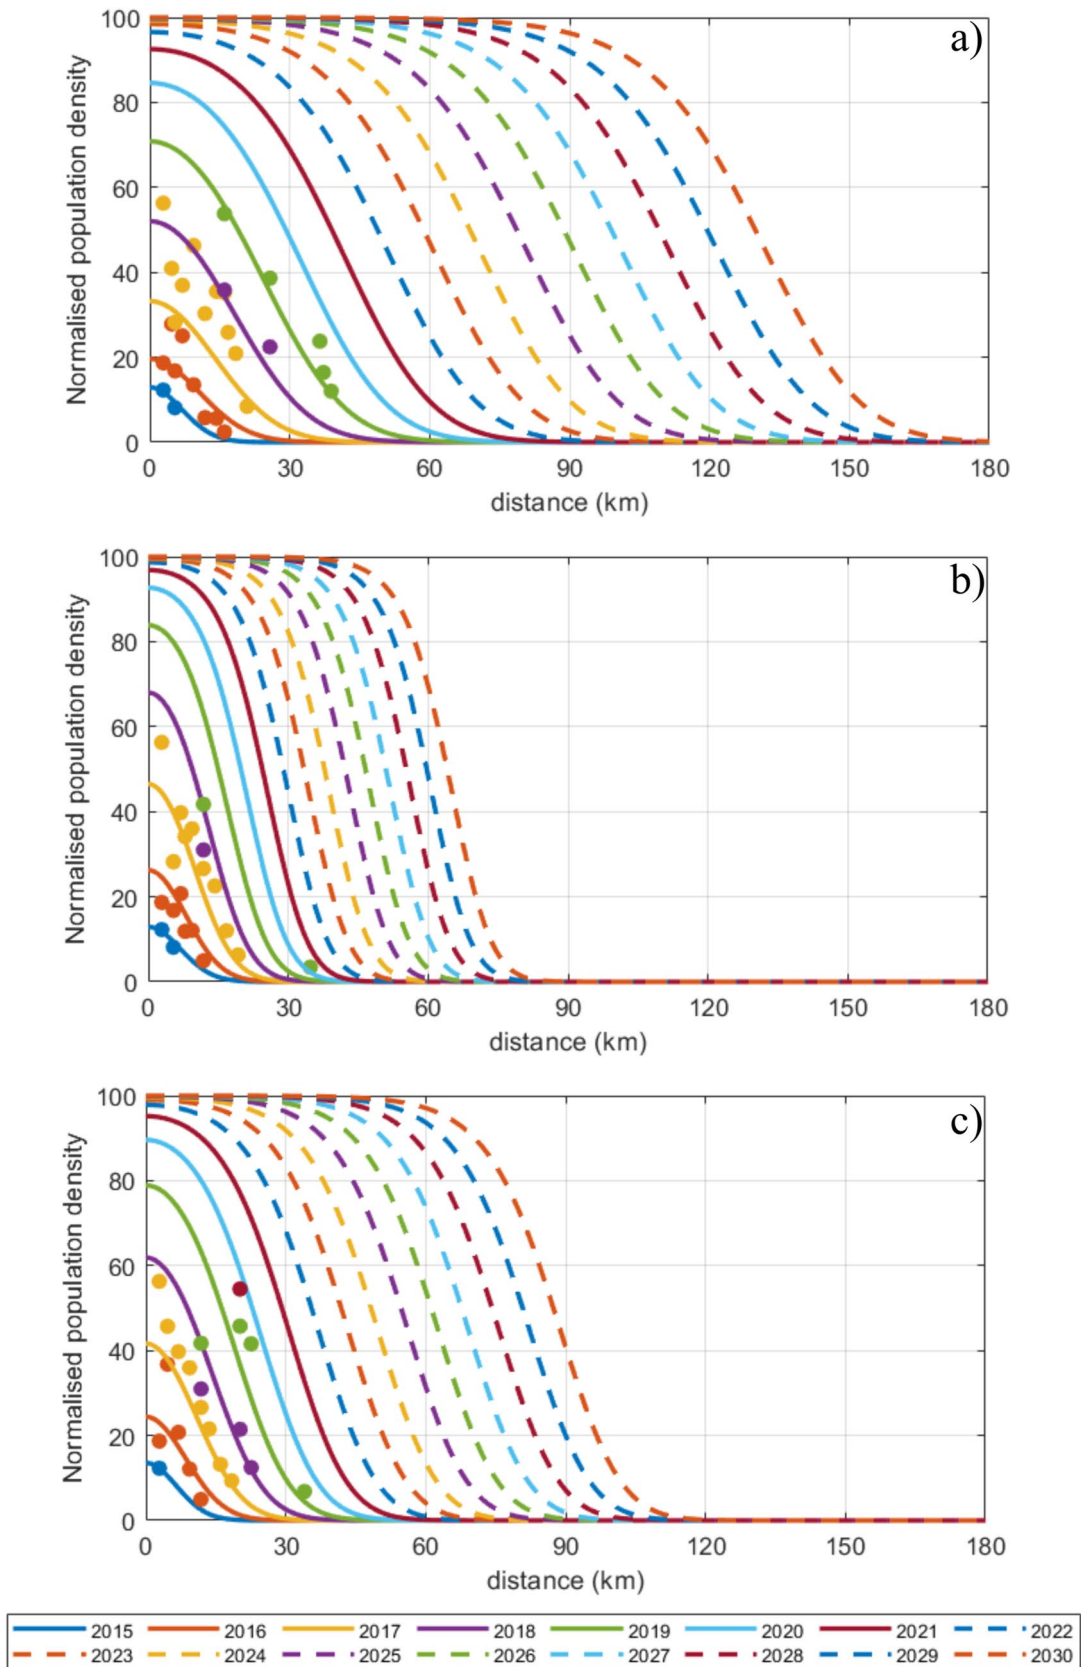 a)
100
80
60
40
20
0
Normalised population density
0 30 60 90 120 150 180
distance (km)
b)
100
80
60
40
20
0
Normalised population density
0 30 60 90 120 150 180
distance (km)
c)
100
80
60
40
20
0
Normalised population density
0 30 60 90 120 150 180
distance (km)
2015 2016 2017 2018 2019 2020 2021 2022
2023 2024 2025 2026 2027 2028 2029 2030